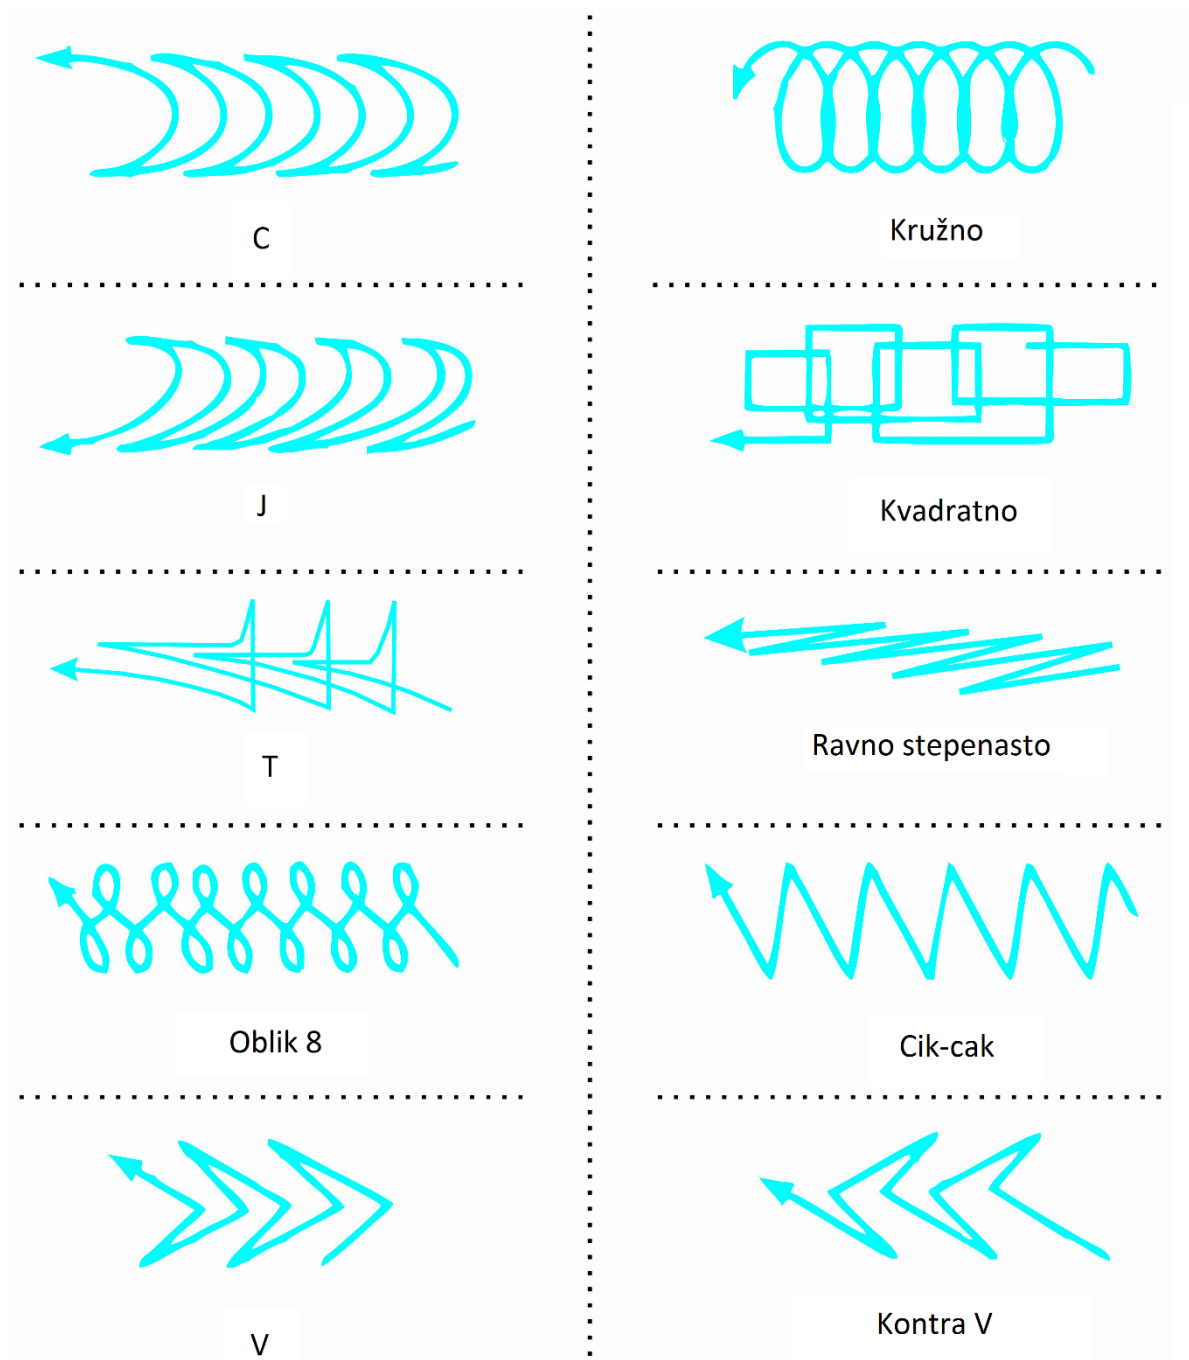 C
Kružno
J
Kvadratno
T
Ravno stepenasto
Oblik 8
Cik-cak
V
Kontra V